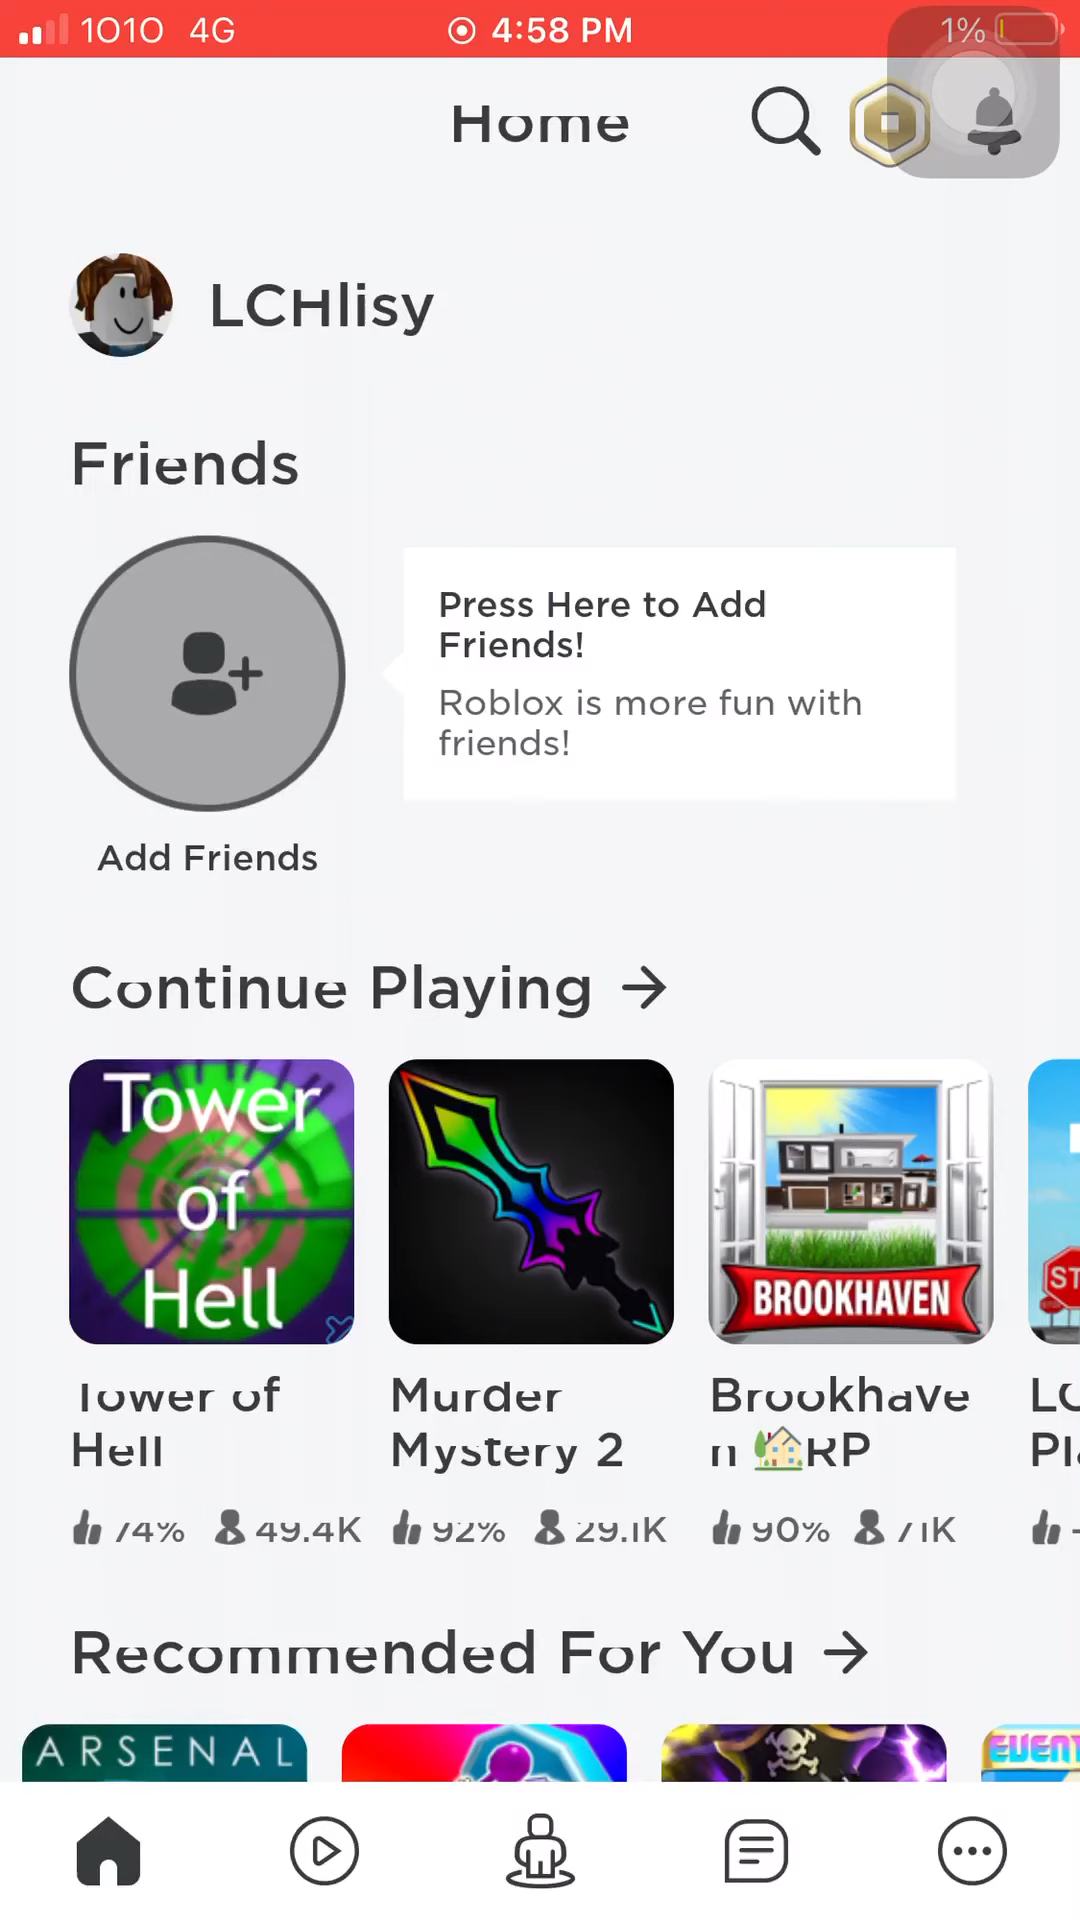 1O1O 4G 4:58 PM 1%
Home
LCHlisy
Friends
Press Here to Add
Friends!
Roblox is more fun with
friends!
Add Friends
Continue Playing →
Tower
of
Hell
BROOKHAVEN
Tower of
Hell
Murder
Mystery 2
Brookhave
n 🏡RP
74% 49.4K
92% 29.1K
90% 71K
Recommended For You →
ARSENAL
EVENT